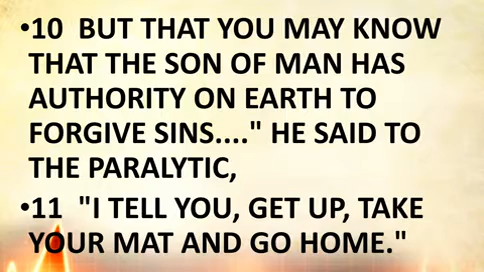 •10  BUT THAT YOU MAY KNOW
THAT THE SON OF MAN HAS
AUTHORITY ON EARTH TO
FORGIVE SINS...." HE SAID TO
THE PARALYTIC,
•11  "I TELL YOU, GET UP, TAKE
YOUR MAT AND GO HOME."